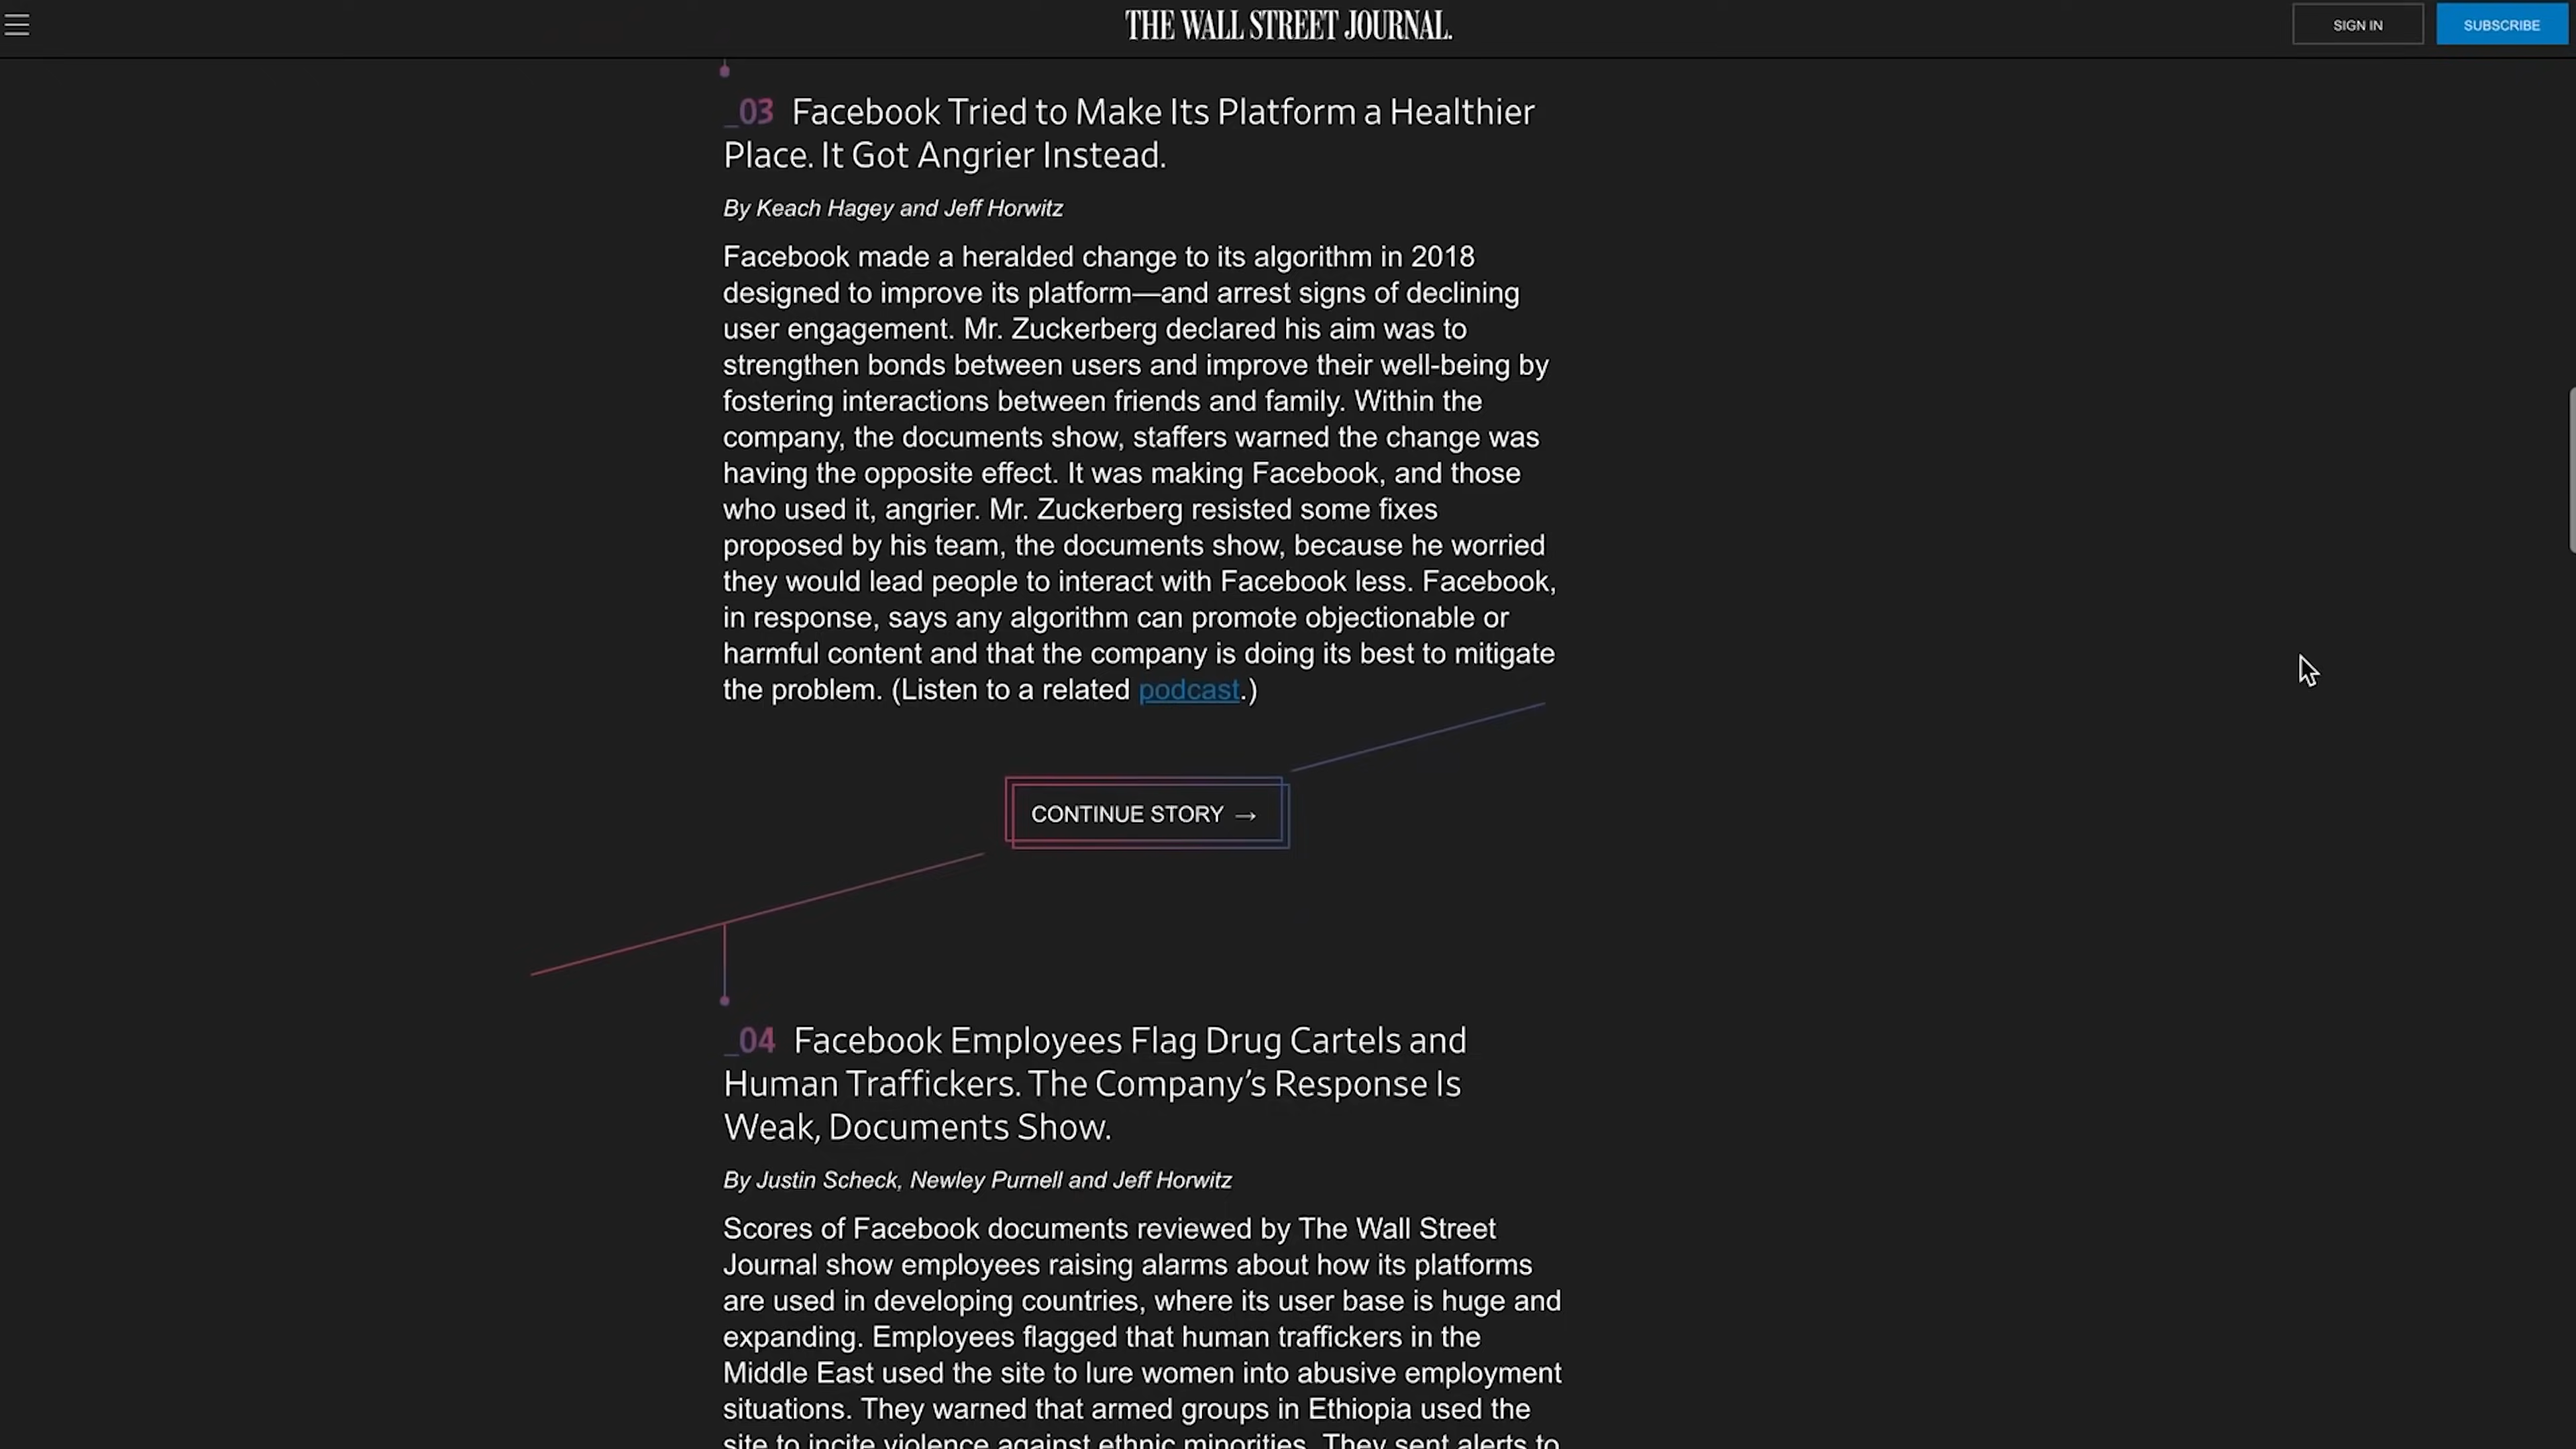 THE WALL STREET JOURNAL.
SIGN IN
SUBSCRIBE
_03 Facebook Tried to Make Its Platform a Healthier
Place. It Got Angrier Instead.
By Keach Hagey and Jeff Horwitz
Facebook made a heralded change to its algorithm in 2018
designed to improve its platform—and arrest signs of declining
user engagement. Mr. Zuckerberg declared his aim was to
strengthen bonds between users and improve their well-being by
fostering interactions between friends and family. Within the
company, the documents show, staffers warned the change was
having the opposite effect. It was making Facebook, and those
who used it, angrier. Mr. Zuckerberg resisted some fixes
proposed by his team, the documents show, because he worried
they would lead people to interact with Facebook less. Facebook,
in response, says any algorithm can promote objectionable or
harmful content and that the company is doing its best to mitigate
the problem. (Listen to a related podcast.)
CONTINUE STORY →
_04 Facebook Employees Flag Drug Cartels and
Human Traffickers. The Company’s Response Is
Weak, Documents Show.
By Justin Scheck, Newley Purnell and Jeff Horwitz
Scores of Facebook documents reviewed by The Wall Street
Journal show employees raising alarms about how its platforms
are used in developing countries, where its user base is huge and
expanding. Employees flagged that human traffickers in the
Middle East used the site to lure women into abusive employment
situations. They warned that armed groups in Ethiopia used the
site to incite violence against ethnic minorities. They sent alerts to